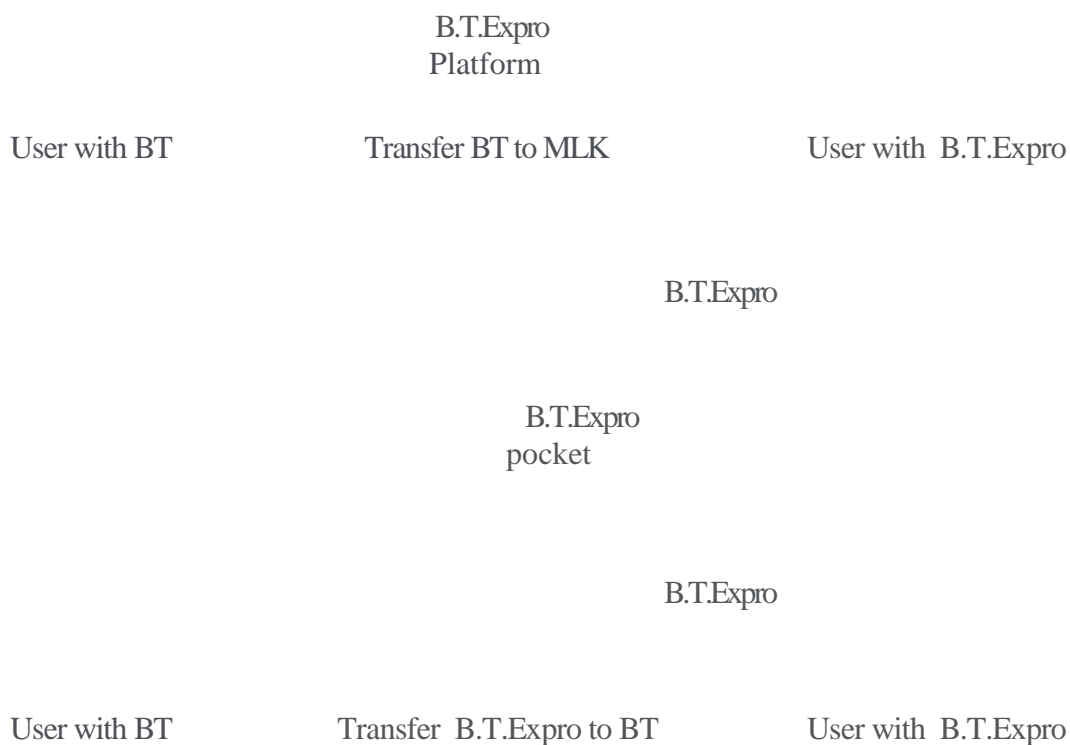 B.T.Expro
Platform
User with BT Transfer BT to MLK User with B.T.Expro
B.T.Expro
B.T.Expro
pocket
B.T.Expro
User with BT Transfer B.T.Expro to BT User with B.T.Expro